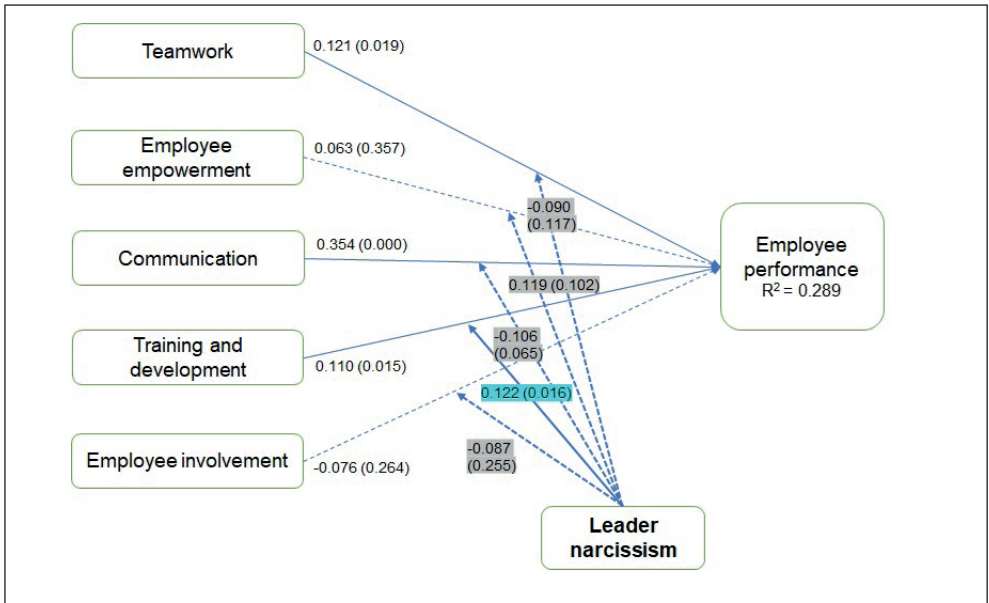 Teamwork
0.121 (0.019)
Employee
empowerment
0.063 (0.357)
-0.090
(0.117)
Communication
0.354 (0.000)
Employee
performance
R² = 0.289
0.119 (0.102)
Training and
development
0.110 (0.015)
-0.106
(0.065)
0.122 (0.016)
Employee involvement
-0.076 (0.264)
-0.087
(0.255)
Leader
narcissism